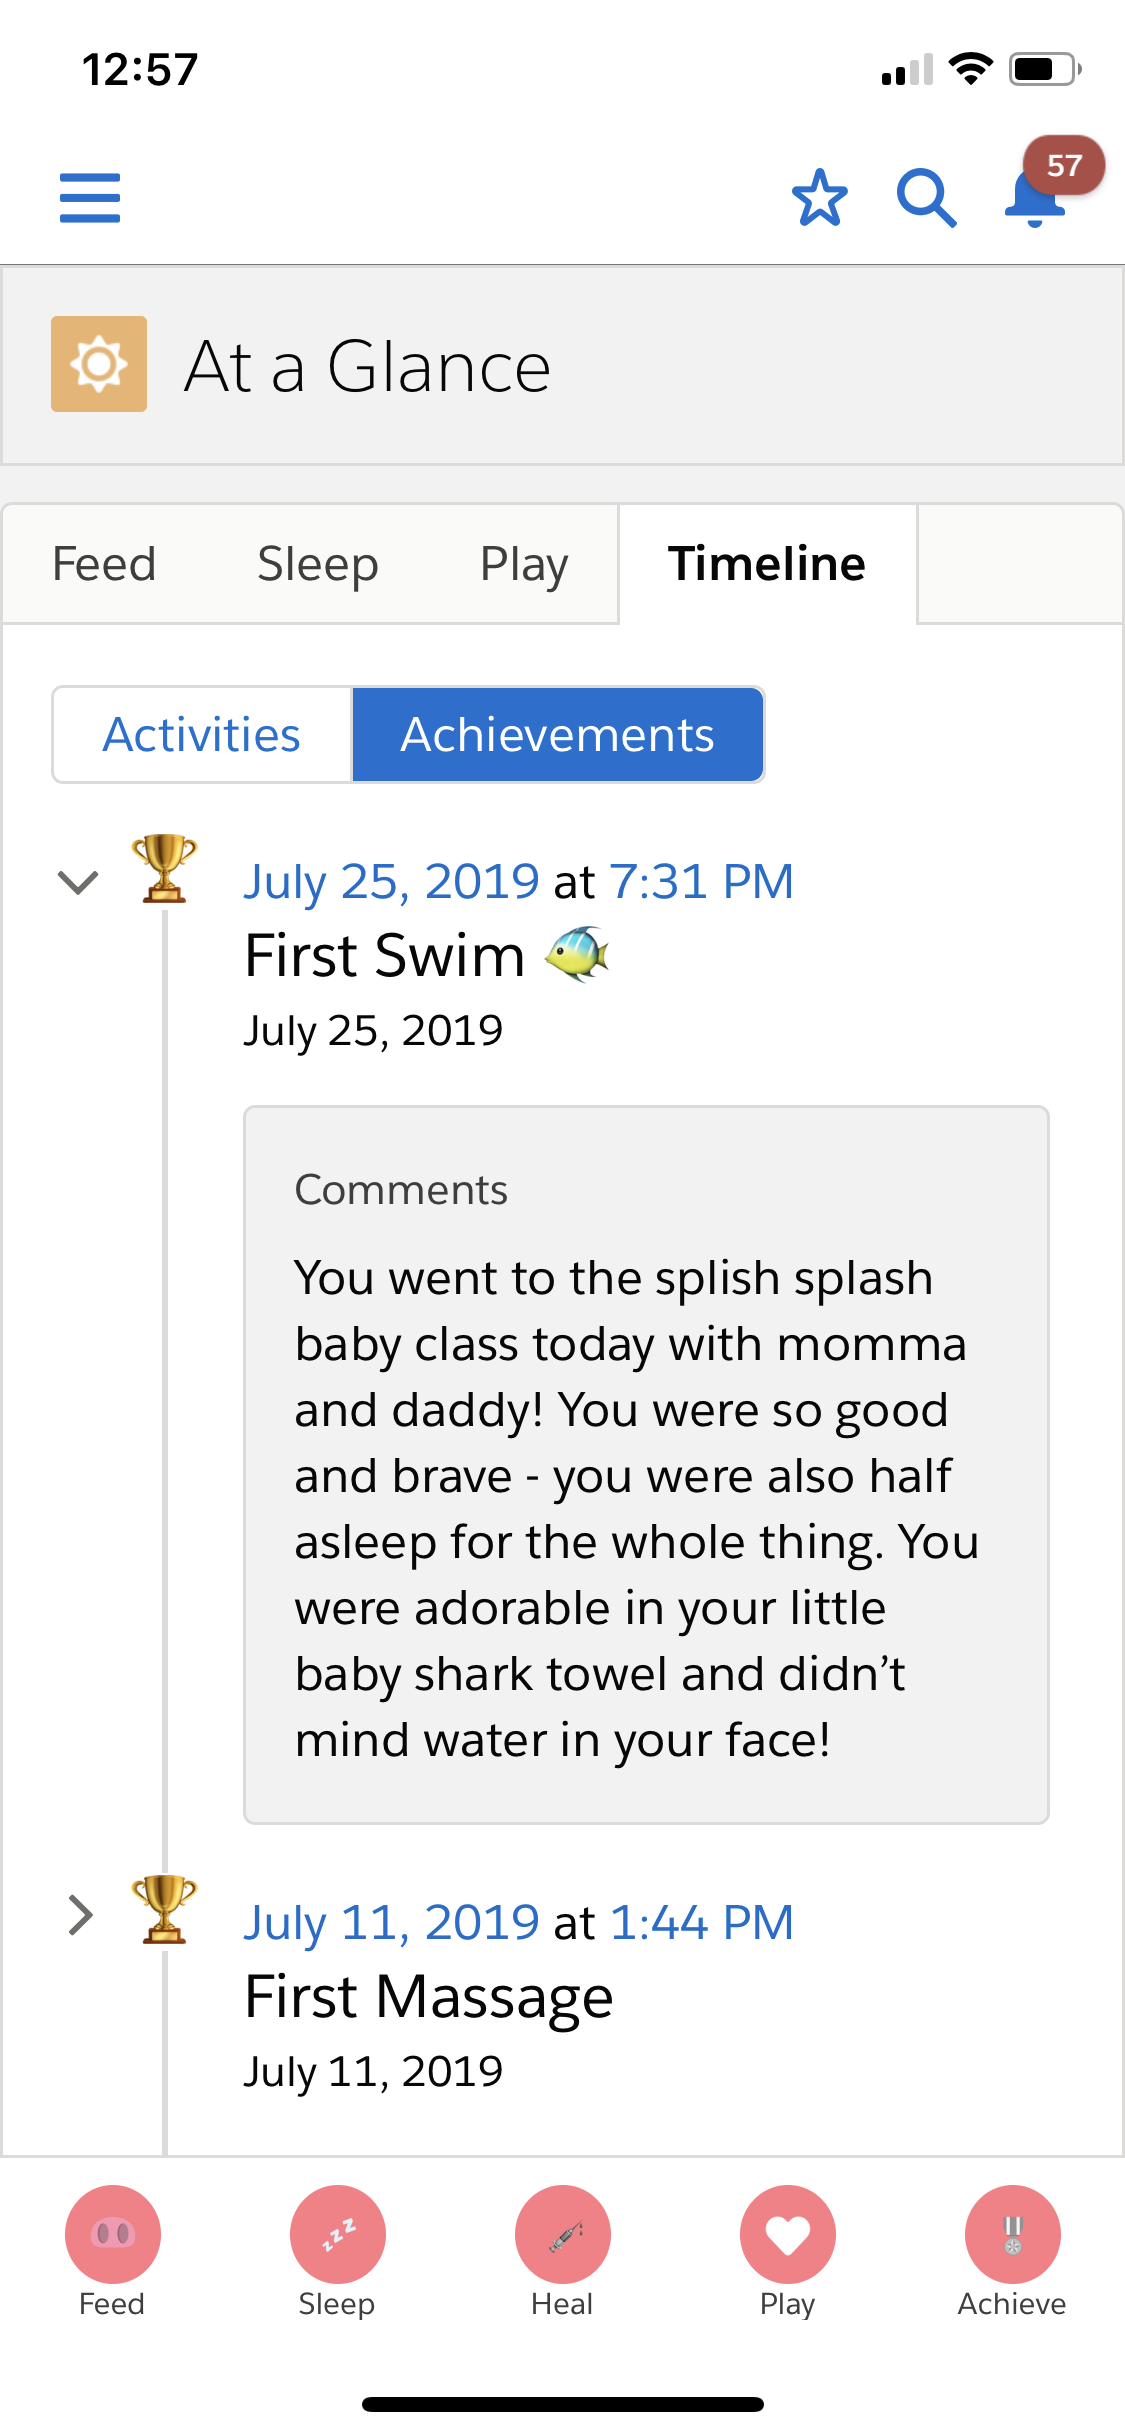 12:57
57
At a Glance
Feed Sleep Play Timeline
Activities Achievements
July 25, 2019 at 7:31 PM
First Swim 🐠
July 25, 2019
Comments
You went to the splish splash
baby class today with momma
and daddy! You were so good
and brave - you were also half
asleep for the whole thing. You
were adorable in your little
baby shark towel and didn’t
mind water in your face!
July 11, 2019 at 1:44 PM
First Massage
July 11, 2019
Feed Sleep Heal Play Achieve